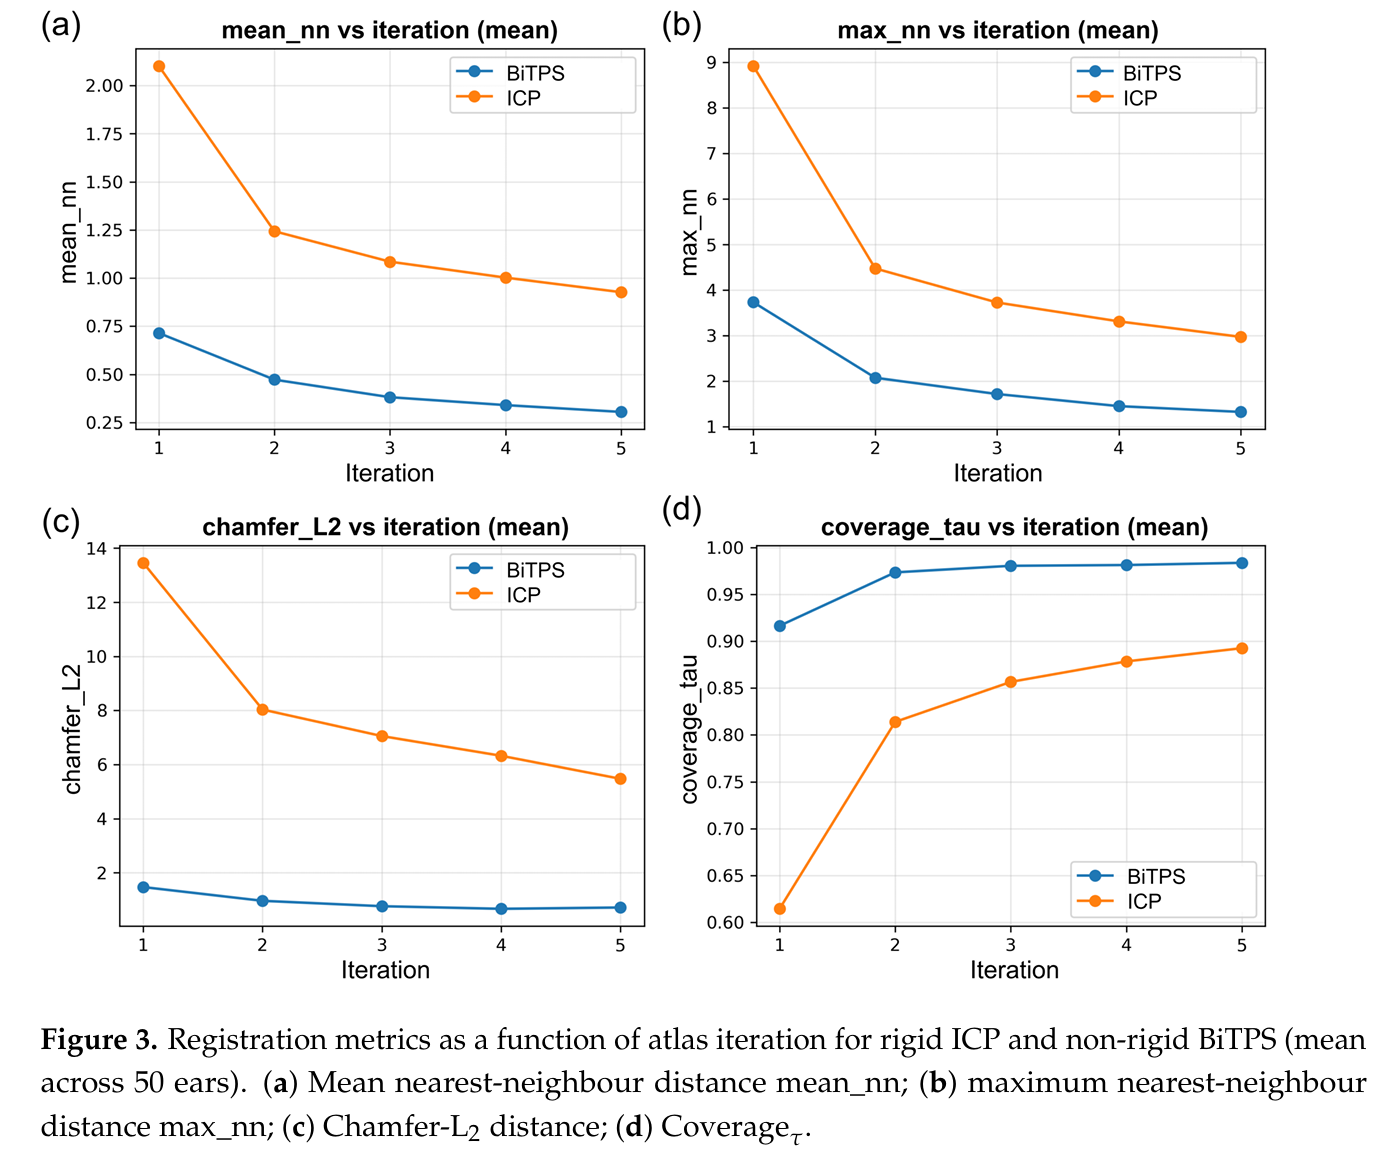 (a)
mean_nn vs iteration (mean)
BiTPS
ICP
mean_nn
2.00
1.75
1.50
1.25
1.00
0.75
0.50
0.25
1 2 3 4 5
Iteration
(b)
max_nn vs iteration (mean)
BiTPS
ICP
max_nn
9
8
7
6
5
4
3
2
1
1 2 3 4 5
Iteration
(c)
chamfer_L2 vs iteration (mean)
BiTPS
ICP
chamfer_L2
14
12
10
8
6
4
2
1 2 3 4 5
Iteration
(d)
coverage_tau vs iteration (mean)
coverage_tau
1.00
0.95
0.90
0.85
0.80
0.75
0.70
0.65
0.60
BiTPS
ICP
1 2 3 4 5
Iteration
Figure 3. Registration metrics as a function of atlas iteration for rigid ICP and non-rigid BiTPS (mean
across 50 ears). (a) Mean nearest-neighbour distance mean_nn; (b) maximum nearest-neighbour
distance max_nn; (c) Chamfer-L₂ distance; (d) Coverage_τ.